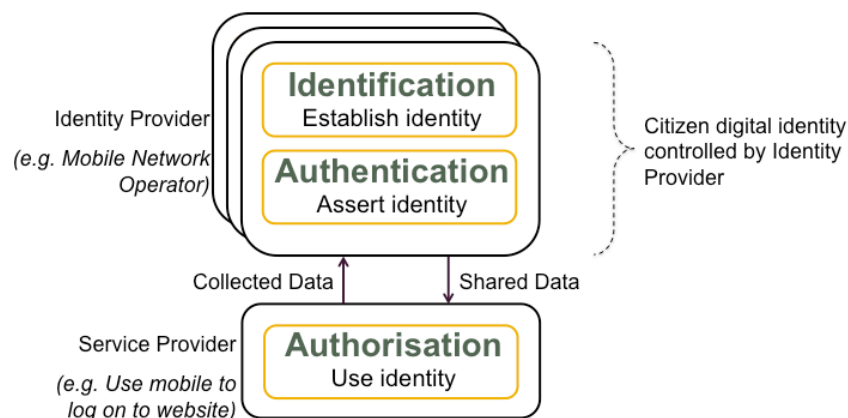 Identification
Establish identity
Identity Provider
(e.g. Mobile Network
Operator)
Authentication
Assert identity
Citizen digital identity
controlled by Identity
Provider
Collected Data
Shared Data
Service Provider
(e.g. Use mobile to
log on to website)
Authorisation
Use identity